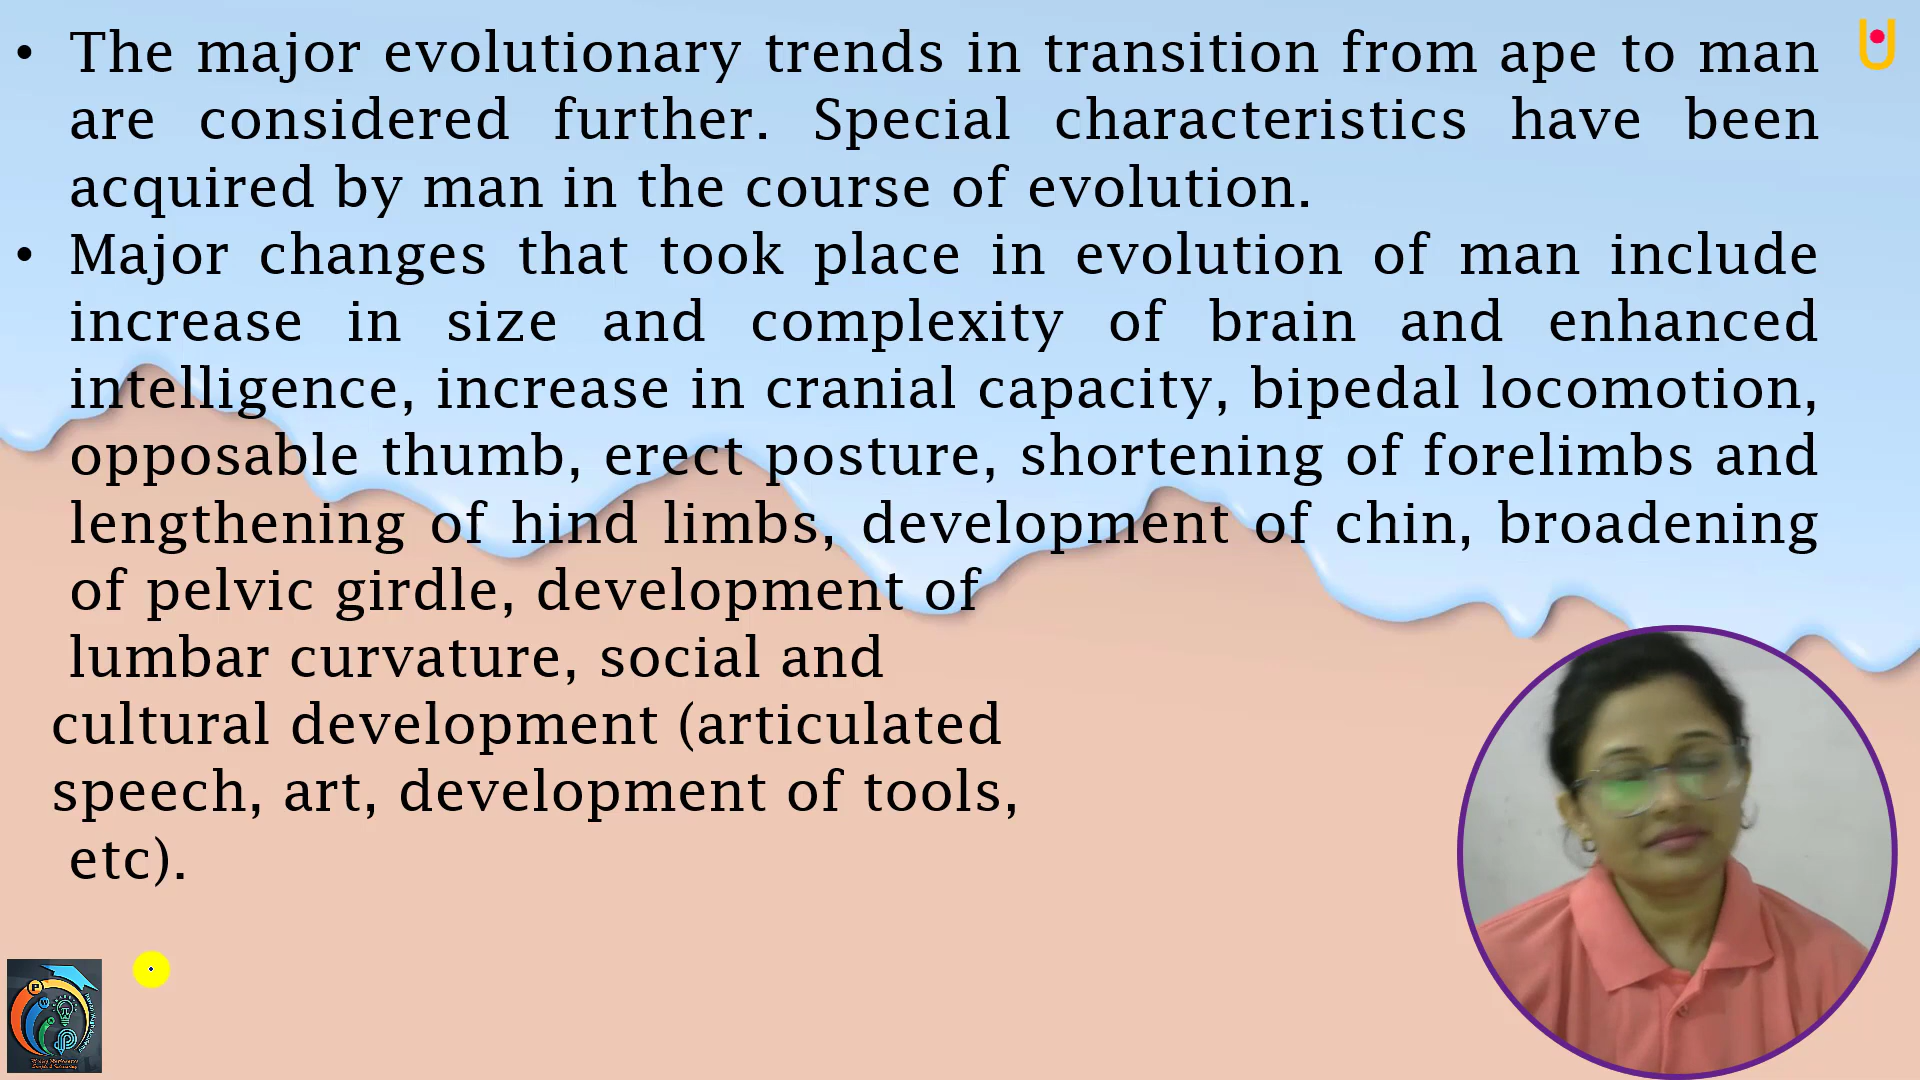 • The major evolutionary trends in transition from ape to man
are considered further. Special characteristics have been
acquired by man in the course of evolution.
• Major changes that took place in evolution of man include
increase in size and complexity of brain and enhanced
intelligence, increase in cranial capacity, bipedal locomotion,
opposable thumb, erect posture, shortening of forelimbs and
lengthening of hind limbs, development of chin, broadening
of pelvic girdle, development of
lumbar curvature, social and
cultural development (articulated
speech, art, development of tools,
etc).
P
W